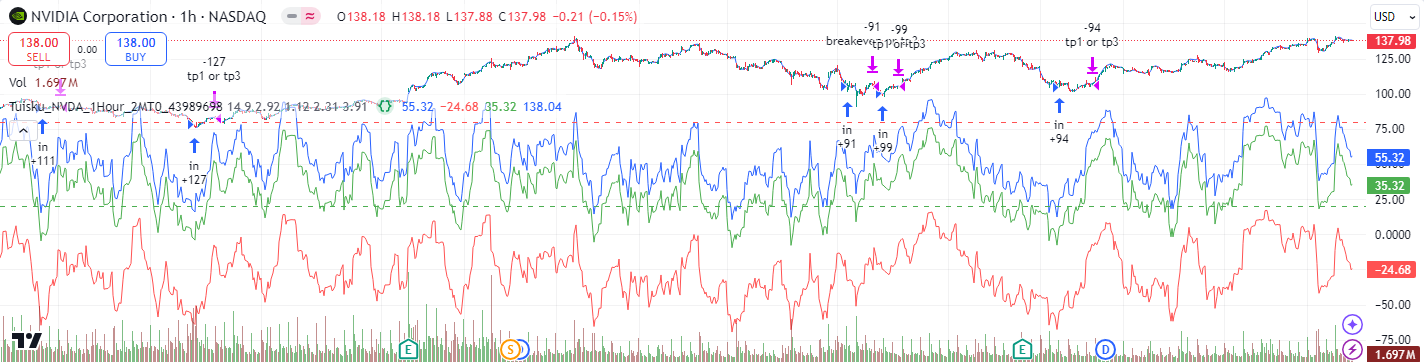 NVIDIA Corporation · 1h · NASDAQ
O138.18 H138.18 L137.88 C137.98 −0.21 (−0.15%)
USD
138.00
SELL
0.00
138.00
BUY
Vol 1.697M
Tuisku_NVDA_1Hour_2MT0_43989698 14 9.2.92 1.12 2.31 3.91 55.32 −24.68 35.32 138.04
-127
tp1 or tp3
-91
-99
tp1 or tp3
-94
tp1 or tp3
in
+111
in
+127
in
+91
in
+99
in
+94
137.98
125.00
100.00
75.00
55.32
35.32
25.00
0.0000
−24.68
−50.00
−75.00
1.697M
E
S
E
D